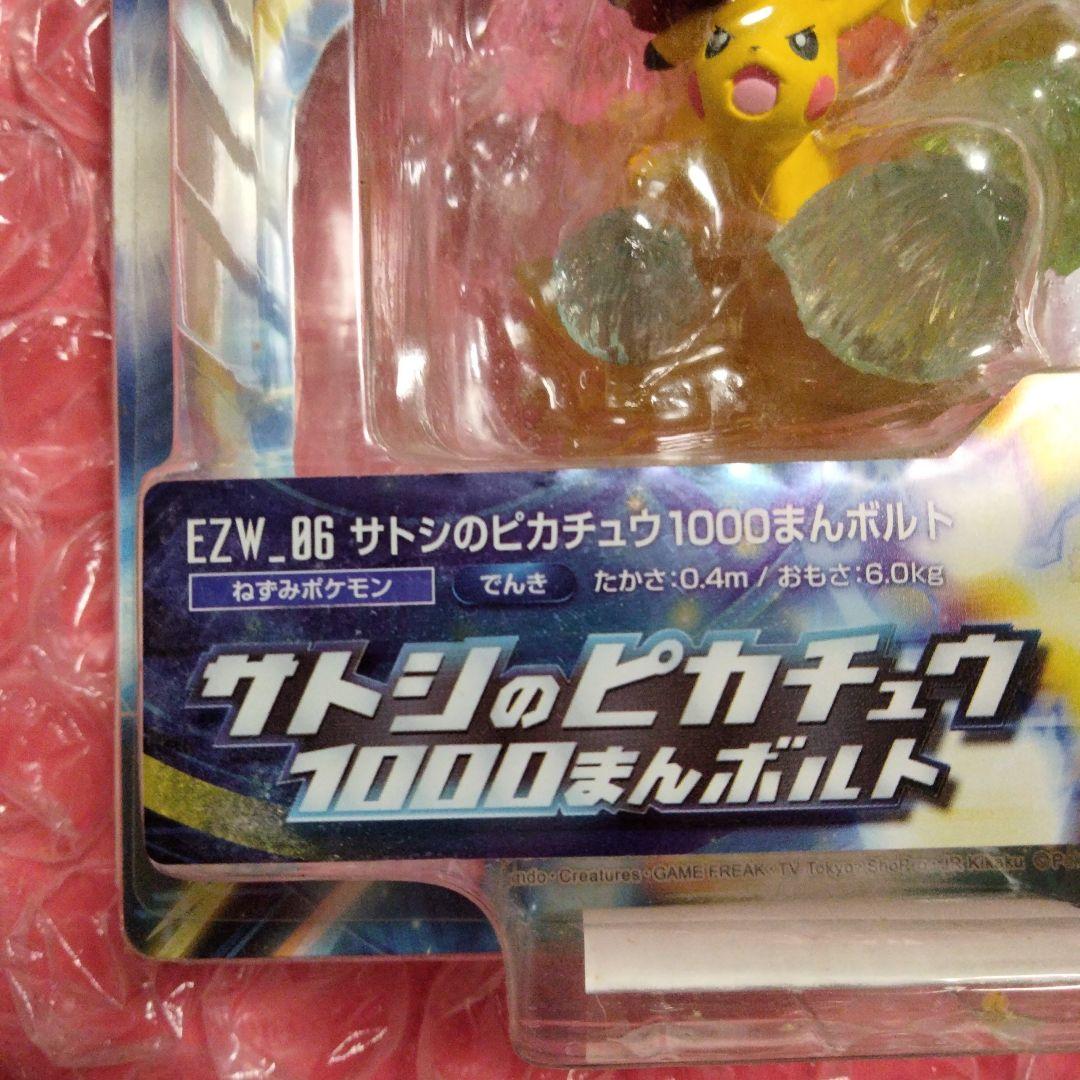 EZW_06 サトシのピカチュウ1000まんボルト
ねずみポケモン でんき たかさ:0.4m / おもさ:6.0kg
サトシのピカチュウ
1000まんボルト
Creatures・GAME FREAK・TV Tokyo・JR Kikaku ©